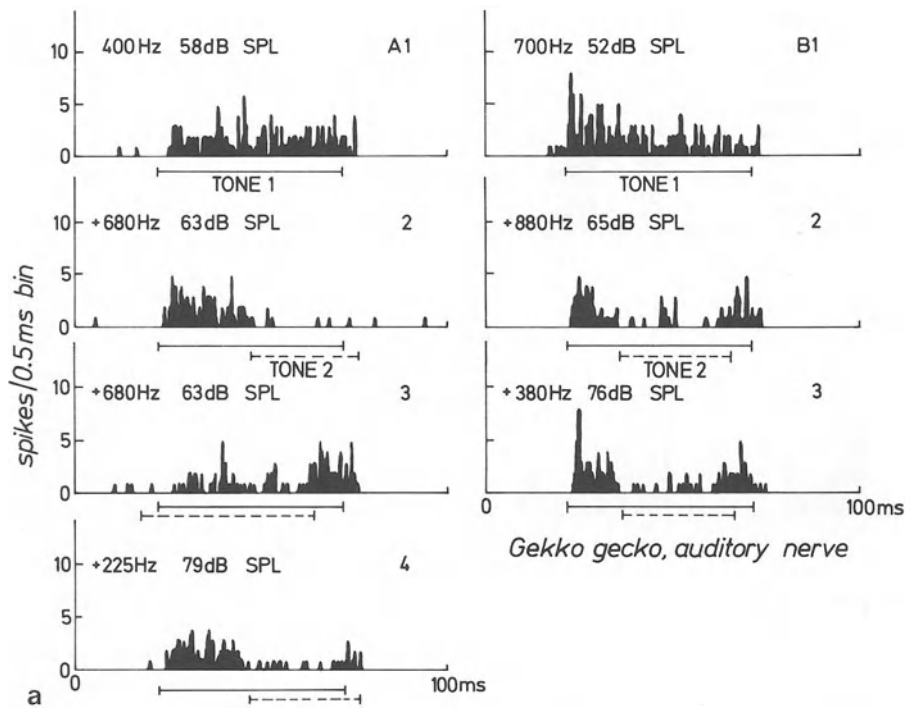 10
400Hz 58dB SPL A1
5
0
TONE 1
10
+680Hz 63dB SPL 2
5
0
TONE 2
10
+680Hz 63dB SPL 3
5
0
10
+225Hz 79dB SPL 4
5
0
0 100ms
spikes/0.5ms bin
a
700Hz 52dB SPL B1
TONE 1
+880Hz 65dB SPL 2
TONE 2
+380Hz 76dB SPL 3
0 100ms
Gekko gecko, auditory nerve